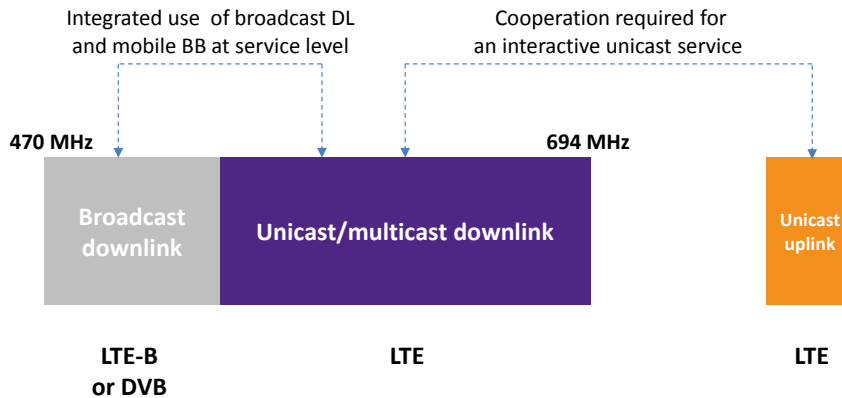 Integrated use of broadcast DL
and mobile BB at service level
Cooperation required for
an interactive unicast service
470 MHz
694 MHz
Broadcast
downlink
Unicast/multicast downlink
Unicast
uplink
LTE-B
or DVB
LTE
LTE